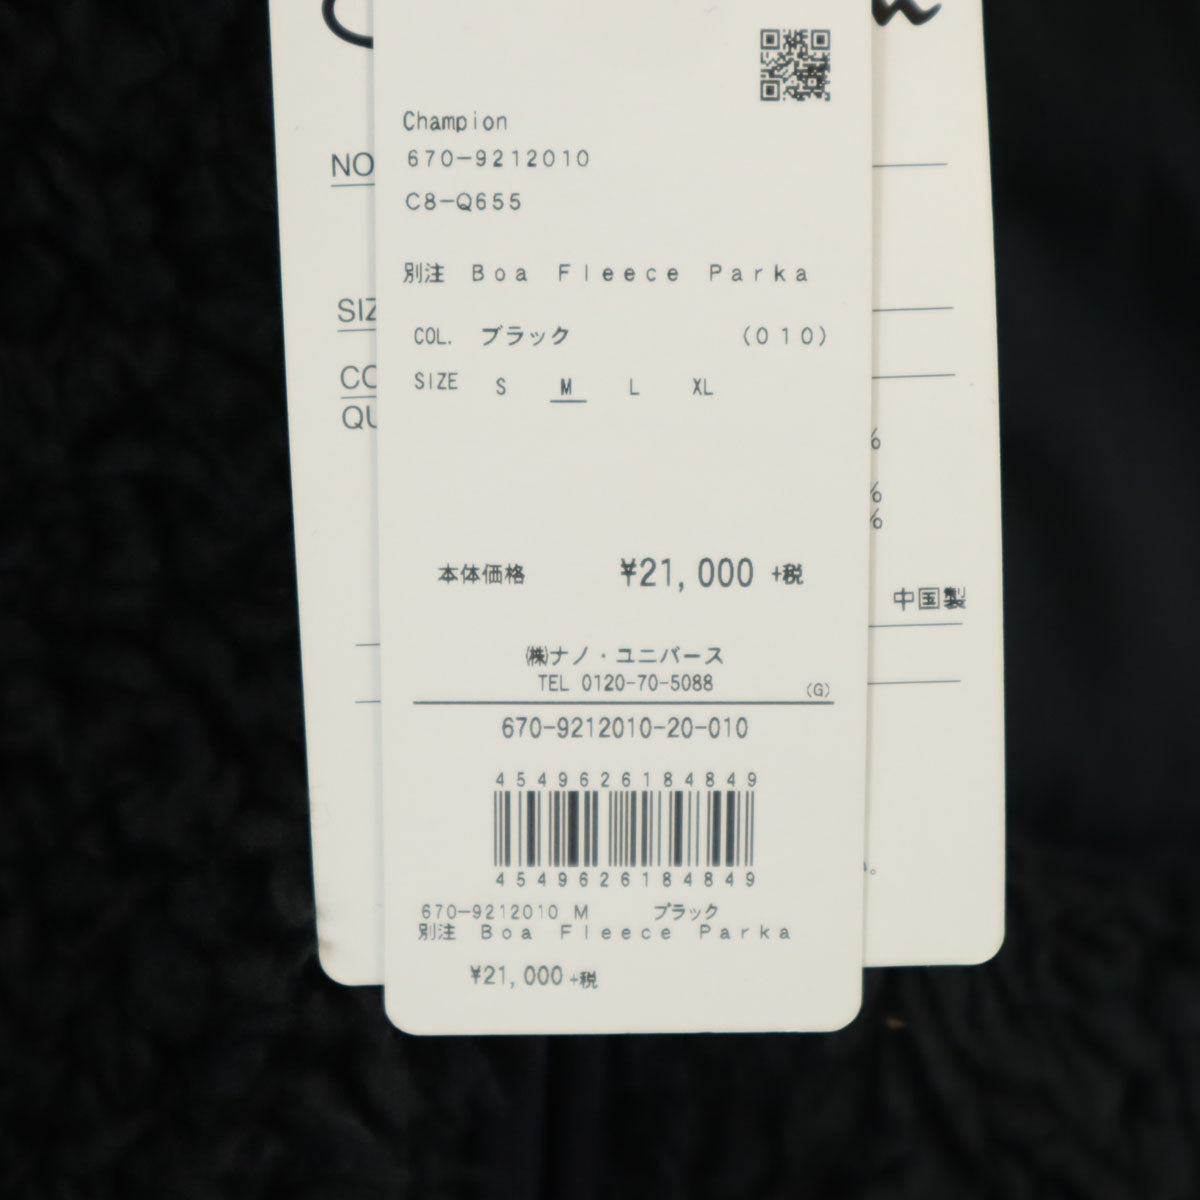 Champion
670-9212010
C8-Q655
別注 Boa Fleece Parka
COL. ブラック (010)
SIZE S M L XL
本体価格 ¥21,000 +税
㈱ナノ・ユニバース
TEL 0120-70-5088
(G)
670-9212010-20-010
4549626184849
4549626184849
670-9212010 M ブラック
別注 Boa Fleece Parka
¥21,000 +税
NO
%
%
%
中国製